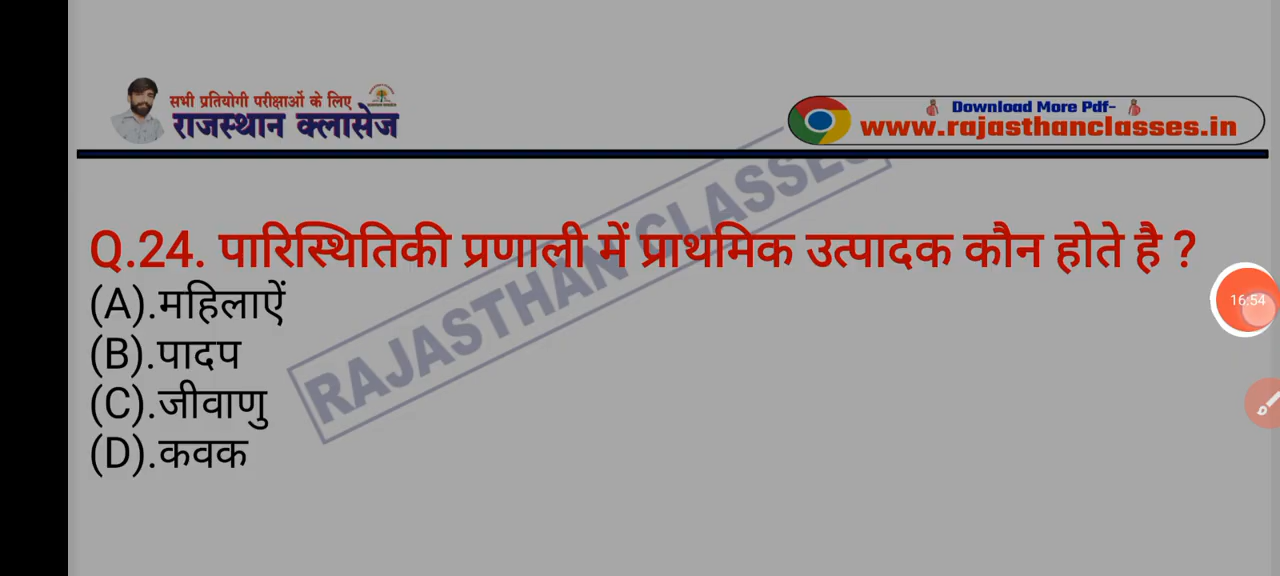 सभी प्रतियोगी परीक्षाओं के लिए
राजस्थान क्लासेज
Download More Pdf-
www.rajasthanclasses.in
RAJASTHAN CLASSES
Q.24. पारिस्थितिकी प्रणाली में प्राथमिक उत्पादक कौन होते है ?
(A).महिलाऐं
(B).पादप
(C).जीवाणु
(D).कवक
16:54